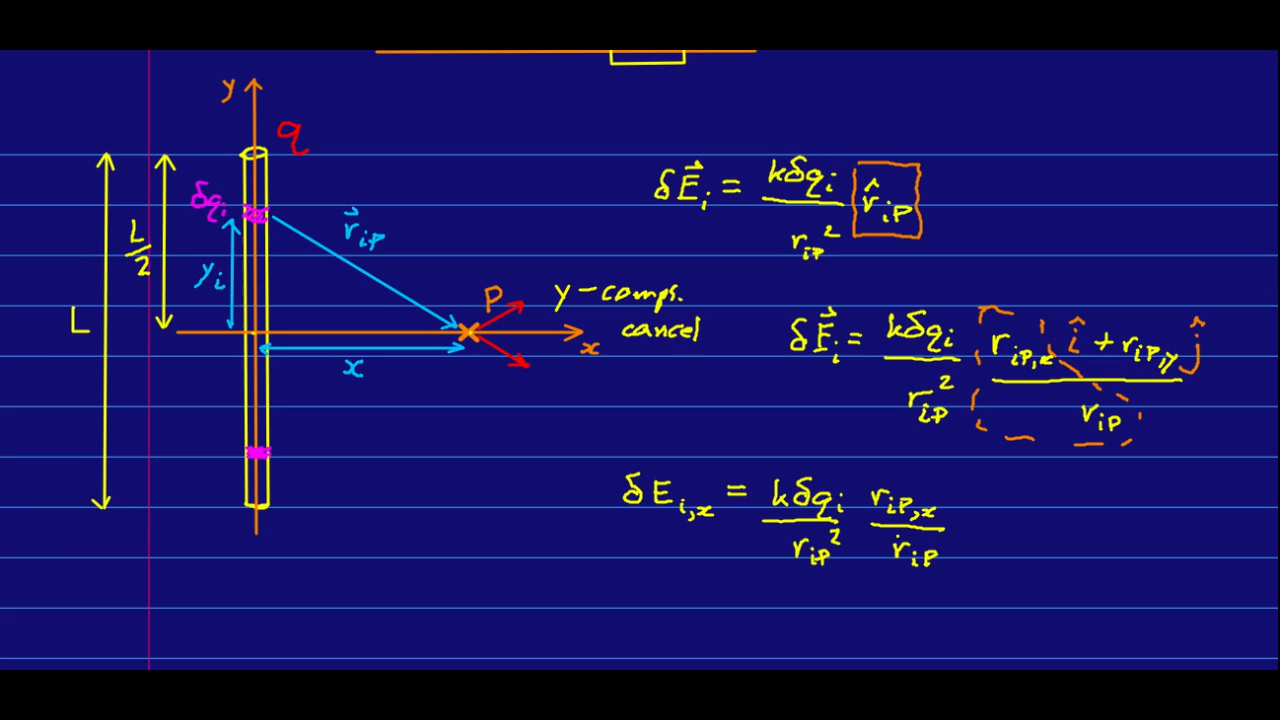 y
q
δqᵢ
L/2
yᵢ
L
r⃗ᵢP
P
x
x
y-comps.
cancel
δE⃗ᵢ = kδqᵢ / rᵢP² r̂ᵢP
δE⃗ᵢ = kδqᵢ / rᵢP² (rᵢP,x î + rᵢP,y ĵ) / rᵢP
δEᵢ,x = kδqᵢ / rᵢP² rᵢP,x / rᵢP